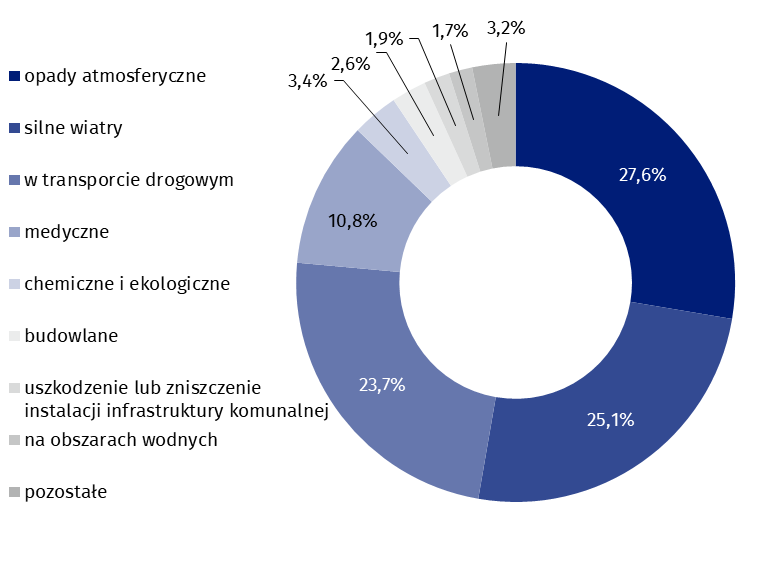 1,7%
3,2%
1,9%
2,6%
3,4%
opady atmosferyczne
silne wiatry
w transporcie drogowym
medyczne
chemiczne i ekologiczne
budowlane
uszkodzenie lub zniszczenie
instalacji infrastruktury komunalnej
na obszarach wodnych
pozostałe
27,6%
10,8%
23,7%
25,1%